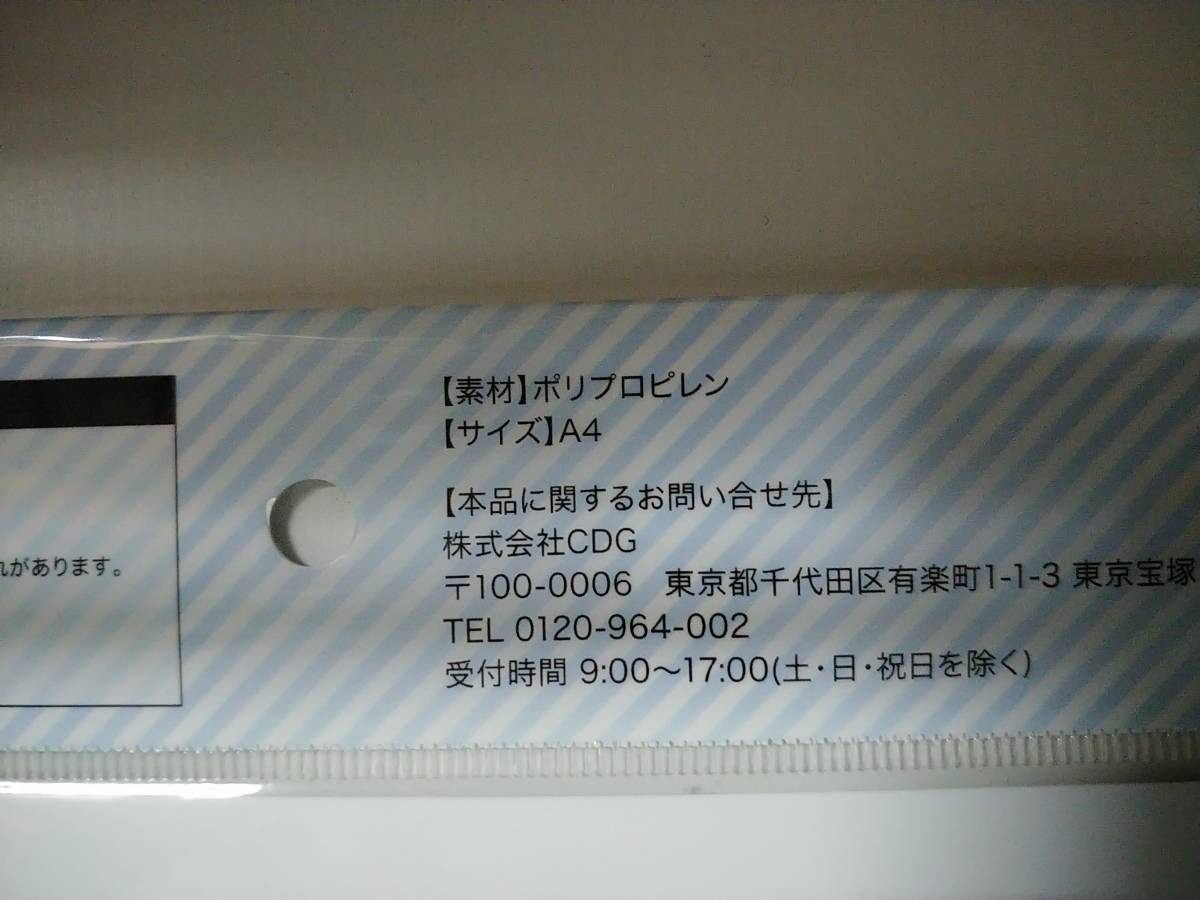 【素材】ポリプロピレン
【サイズ】A4
【本品に関するお問い合せ先】
株式会社CDG
〒100-0006 東京都千代田区有楽町1-1-3 東京宝塚
TEL 0120-964-002
受付時間 9:00〜17:00(土・日・祝日を除く)
れがあります。